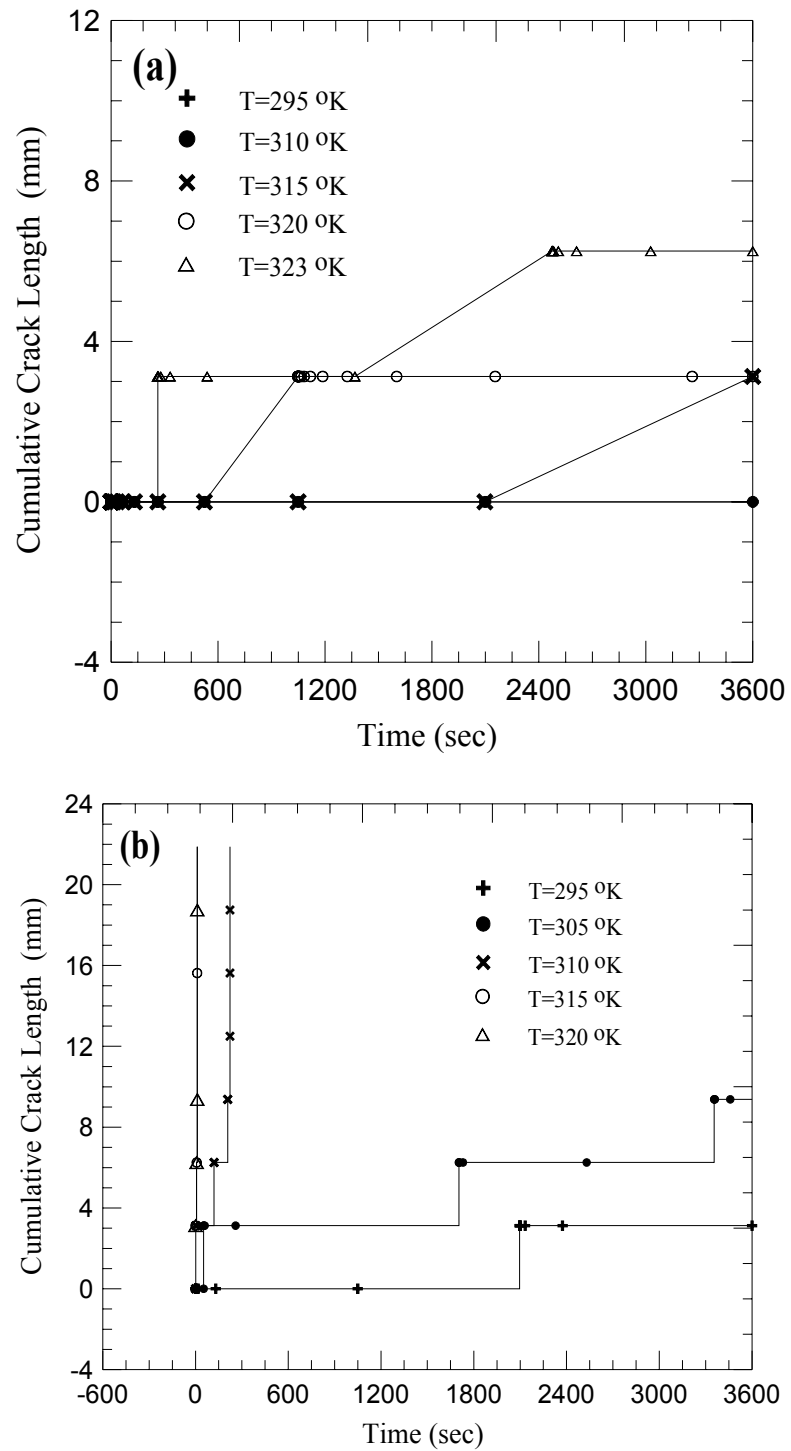 12
(a)
T=295 ºK
T=310 ºK
T=315 ºK
T=320 ºK
T=323 ºK
8
4
0
-4
Cumulative Crack Length (mm)
0 600 1200 1800 2400 3000 3600
Time (sec)
24
(b)
T=295 ºK
T=305 ºK
T=310 ºK
T=315 ºK
T=320 ºK
20
16
12
8
4
0
-4
Cumulative Crack Length (mm)
-600 0 600 1200 1800 2400 3000 3600
Time (sec)